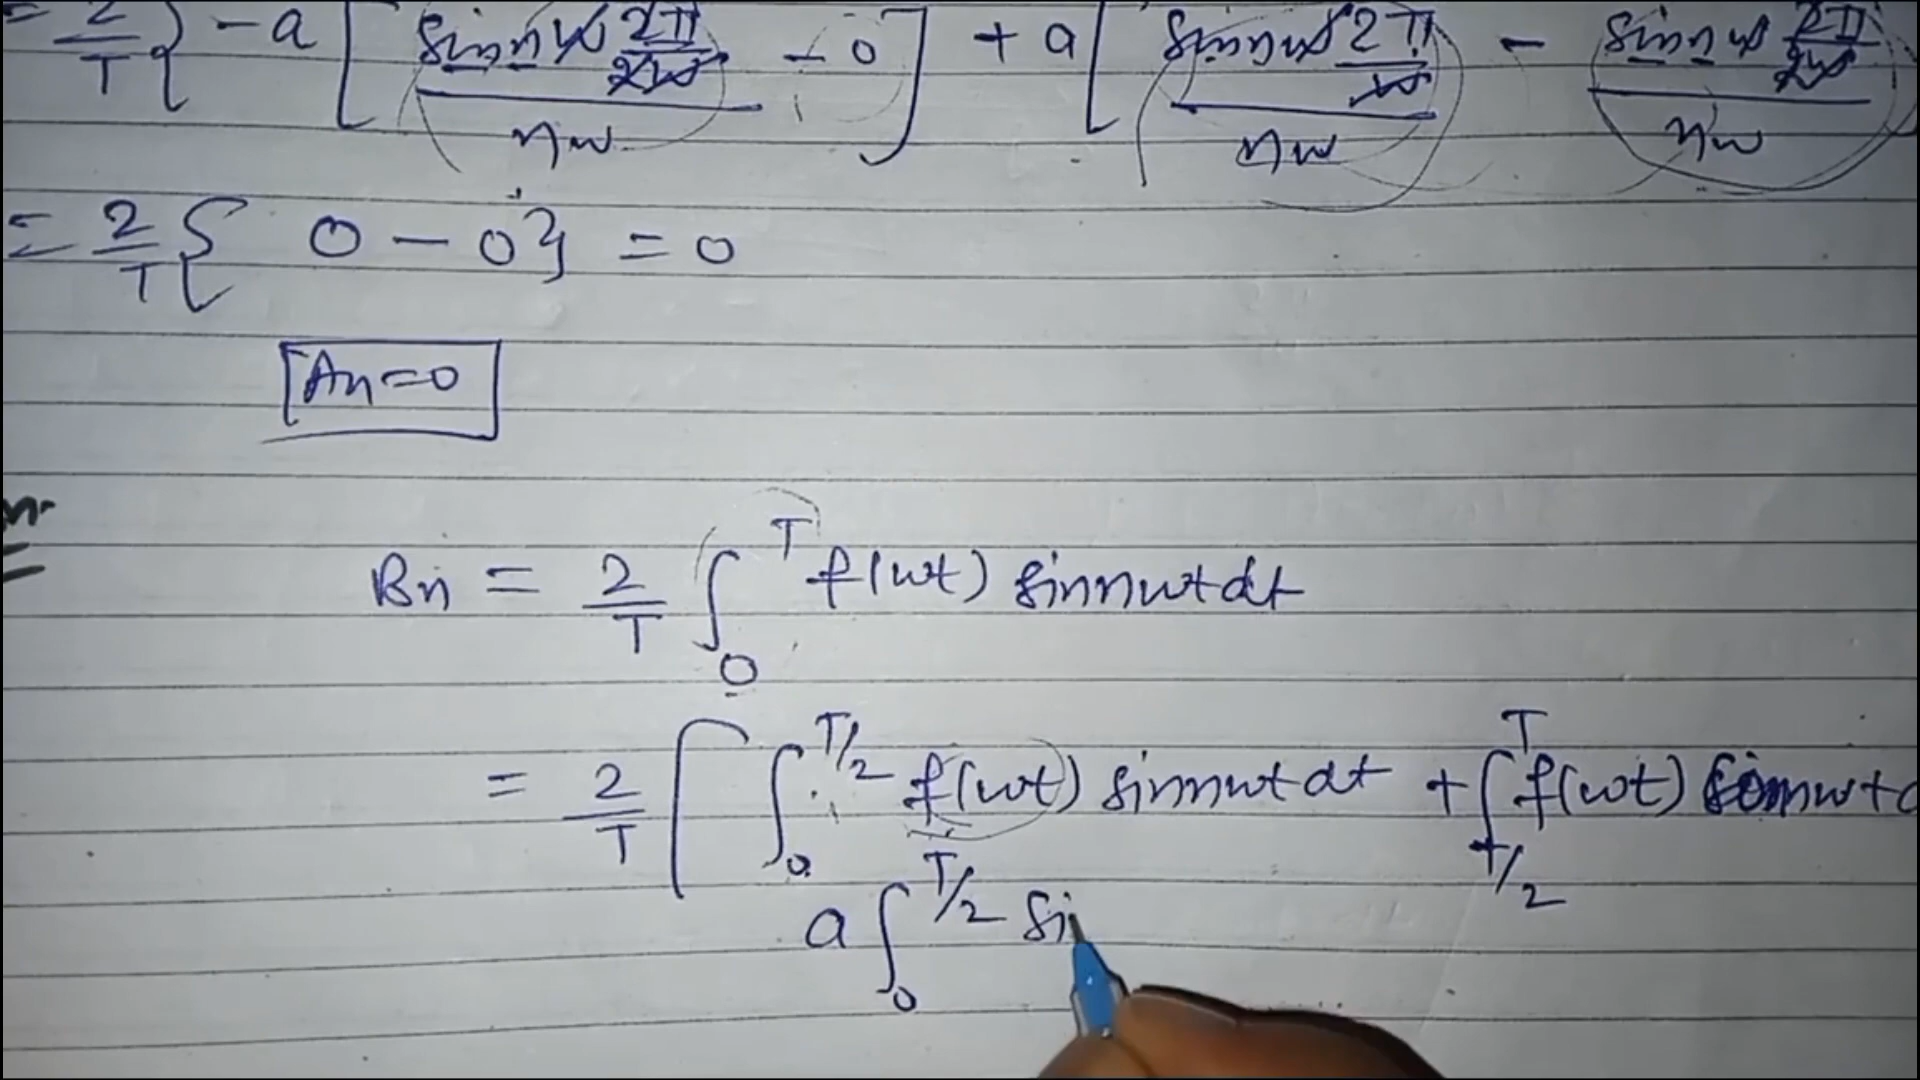 = 2/T { -a [ sin nω 2π/2ω / nω - 0 ] + a [ sin nω 2π/ω / nω - sin nω 2π/2ω / nω
= 2/T { 0 - 0 } = 0
An = 0
Bn = 2/T ∫₀ᵀ f(ωt) sin nωt dt
= 2/T [ ∫₀^T/2 f(ωt) sin nωt dt + ∫_T/2^T f(ωt) sin nωt d
a ∫₀^T/2 si